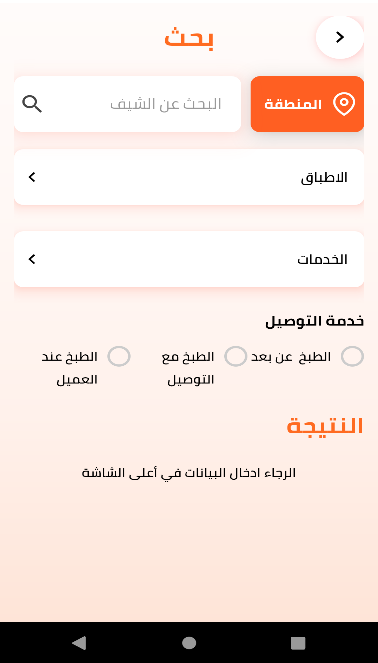 بحث
المنطقة
البحث عن الشيف
الاطباق
الخدمات
خدمة التوصيل
الطبخ عن بعد
الطبخ مع
التوصيل
الطبخ عند
العميل
النتيجة
الرجاء ادخال البيانات في أعلى الشاشة